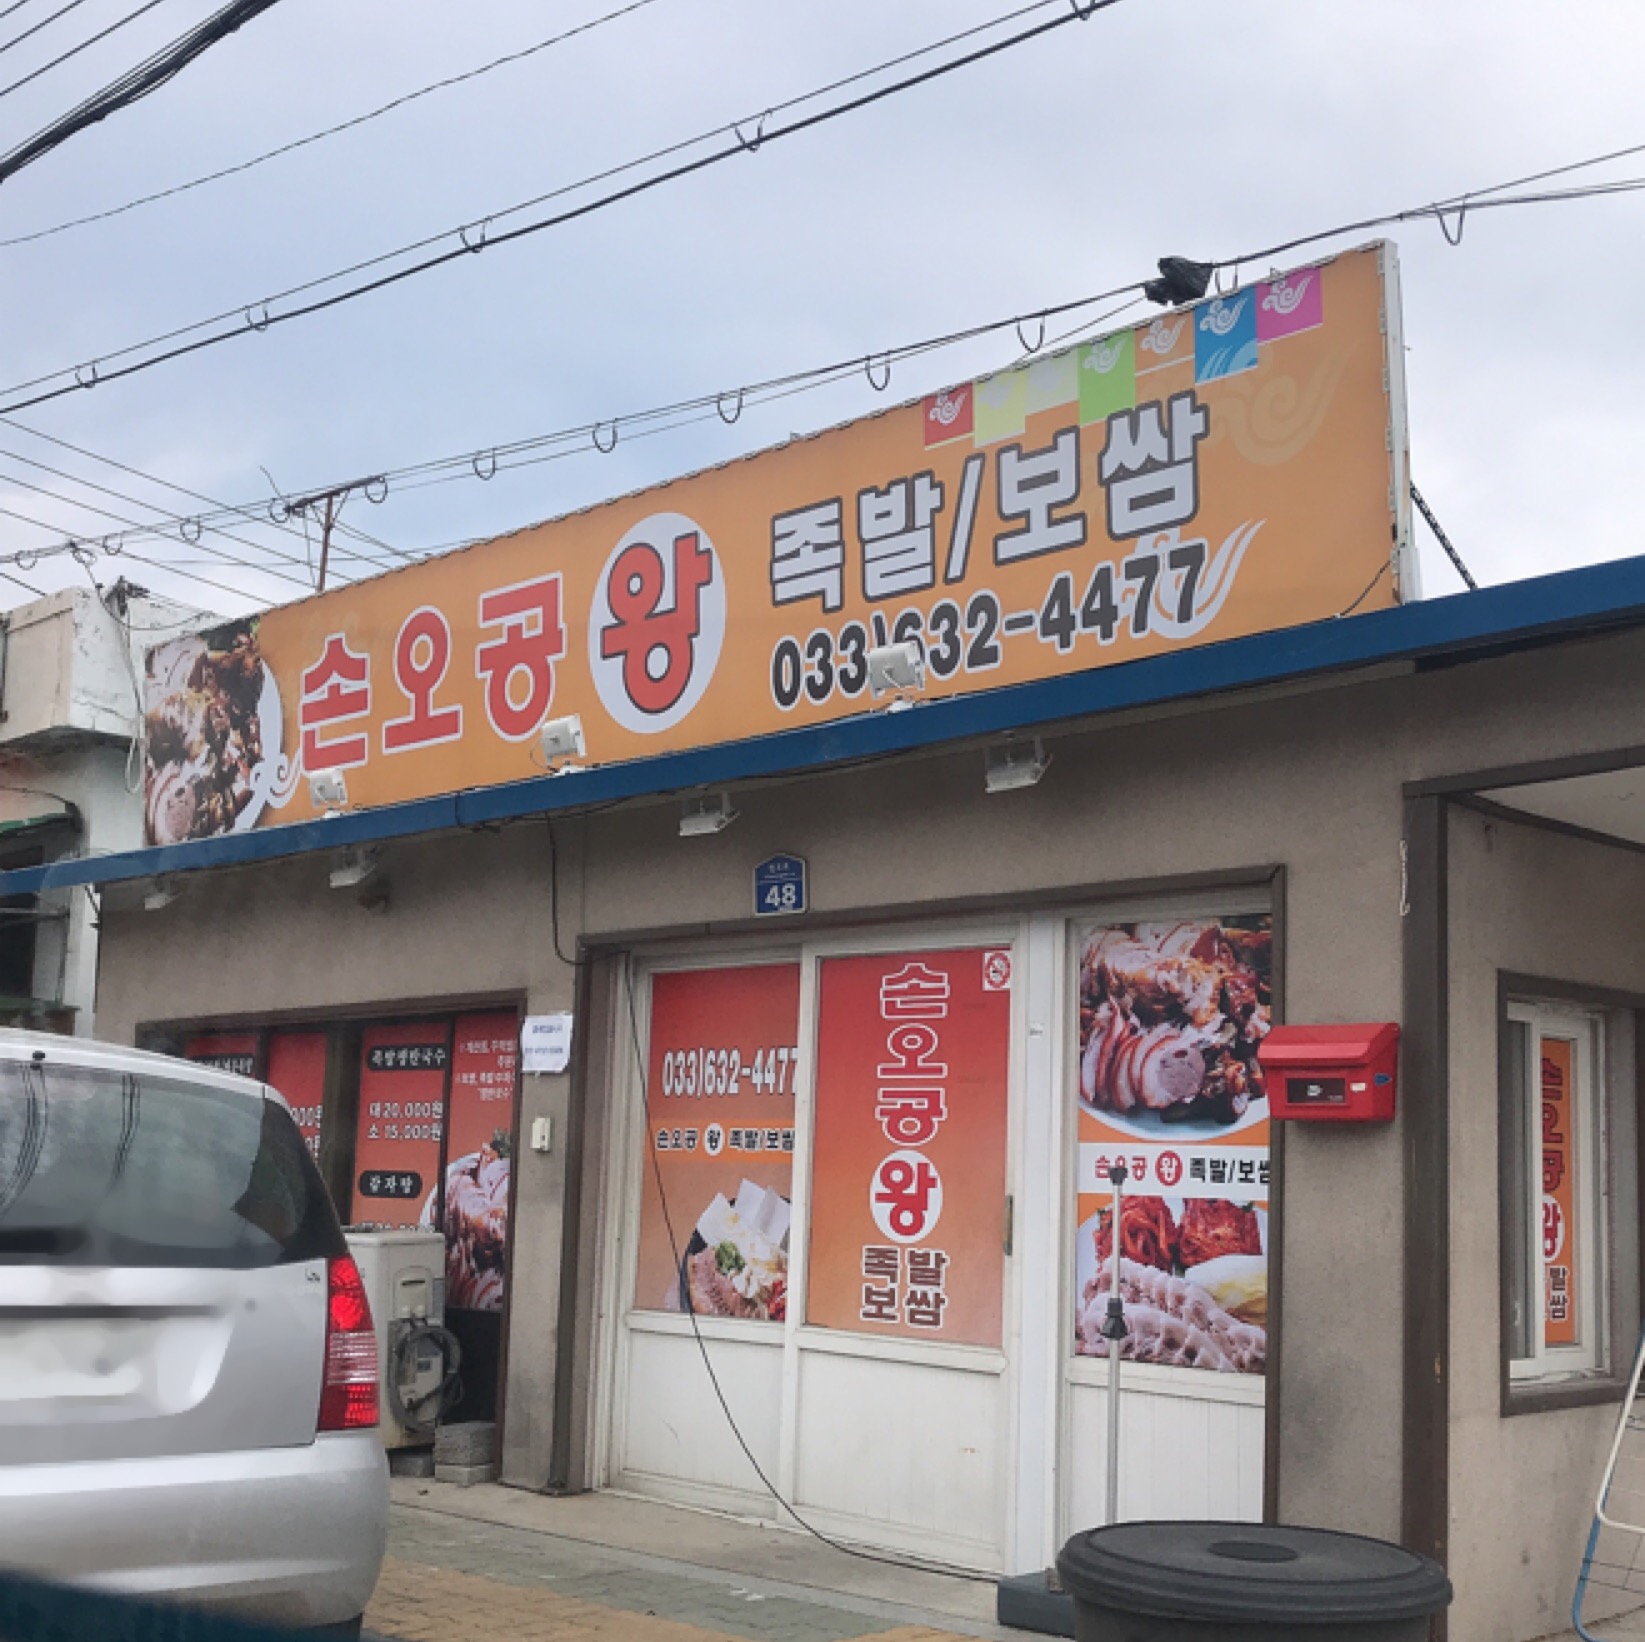 손오공 왕 족발/보쌈
033)632-4477
48
족발쟁반국수
대 20,000원
소 15,000원
감자탕
033)632-4477
손오공 왕 족발/보쌈
손오공
왕
족발
보쌈
손오공 왕 족발/보쌈
손오공
왕
발
쌈